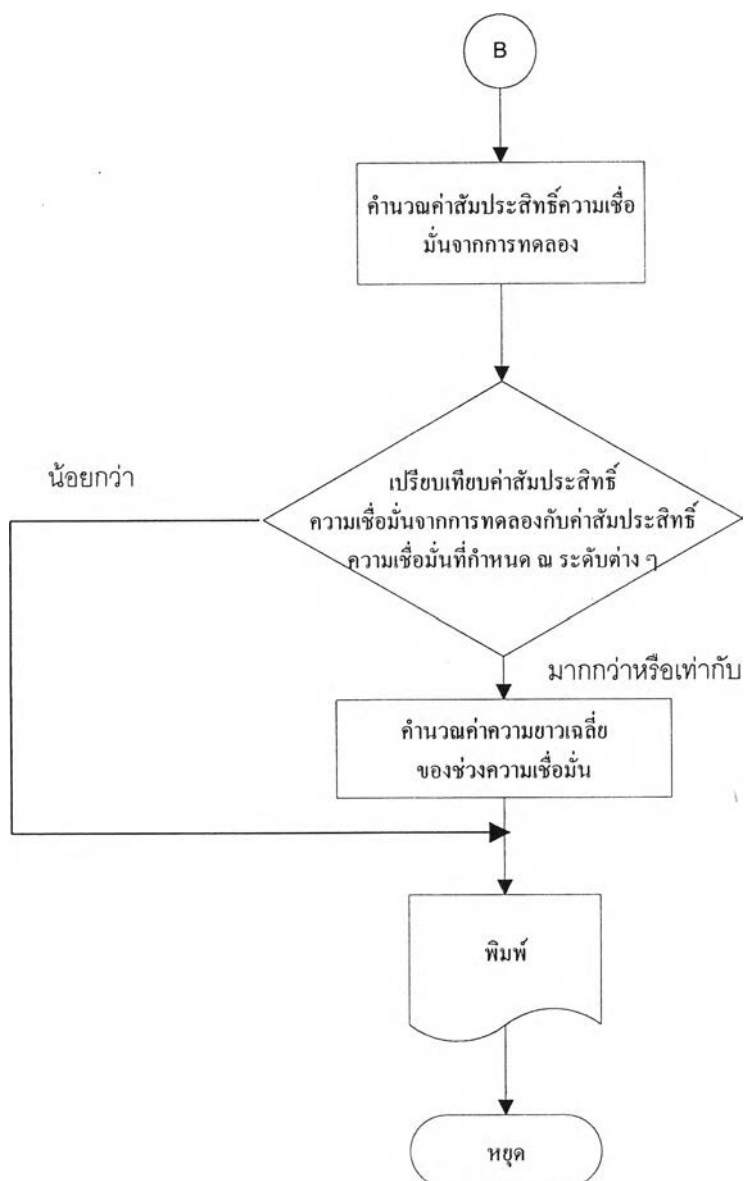 B
คำนวณค่าสัมประสิทธิ์ความเชื่อ
มั่นจากการทดลอง
น้อยกว่า
เปรียบเทียบค่าสัมประสิทธิ์
ความเชื่อมั่นจากการทดลองกับค่าสัมประสิทธิ์
ความเชื่อมั่นที่กำหนด ณ ระดับต่าง ๆ
มากกว่าหรือเท่ากับ
คำนวณค่าความยาวเฉลี่ย
ของช่วงความเชื่อมั่น
พิมพ์
หยุด